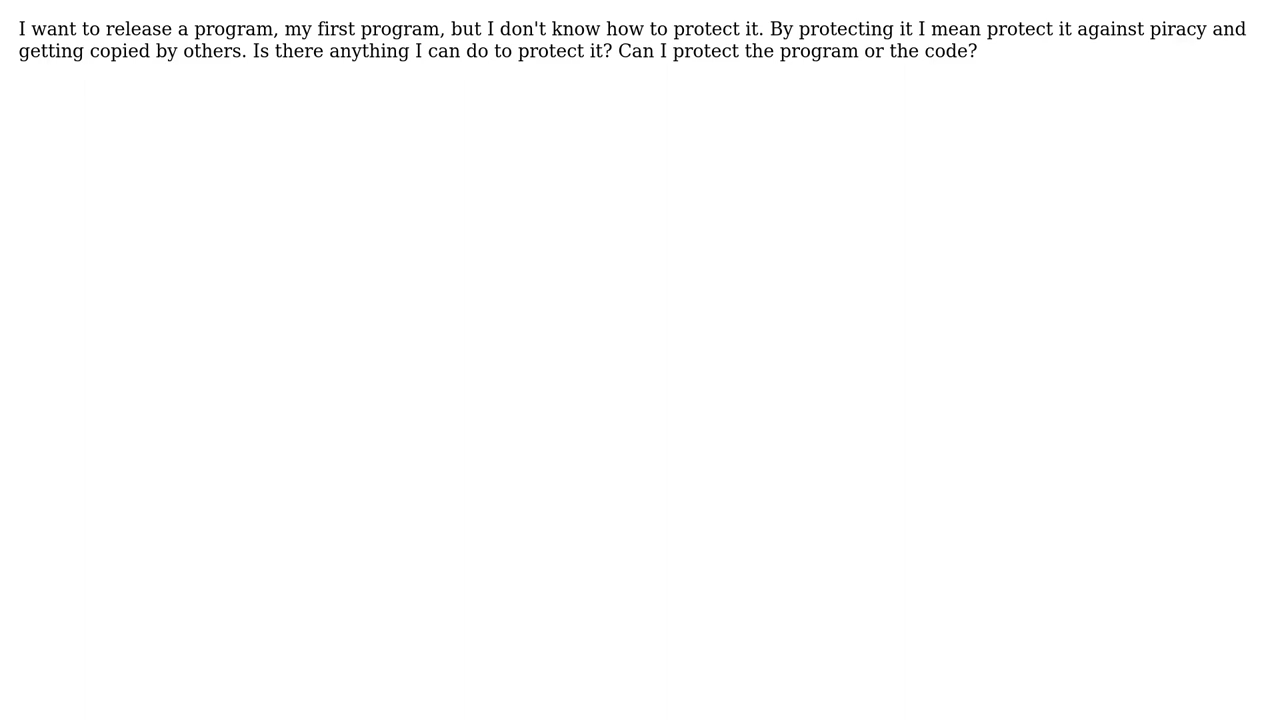 I want to release a program, my first program, but I don't know how to protect it. By protecting it I mean protect it against piracy and
getting copied by others. Is there anything I can do to protect it? Can I protect the program or the code?